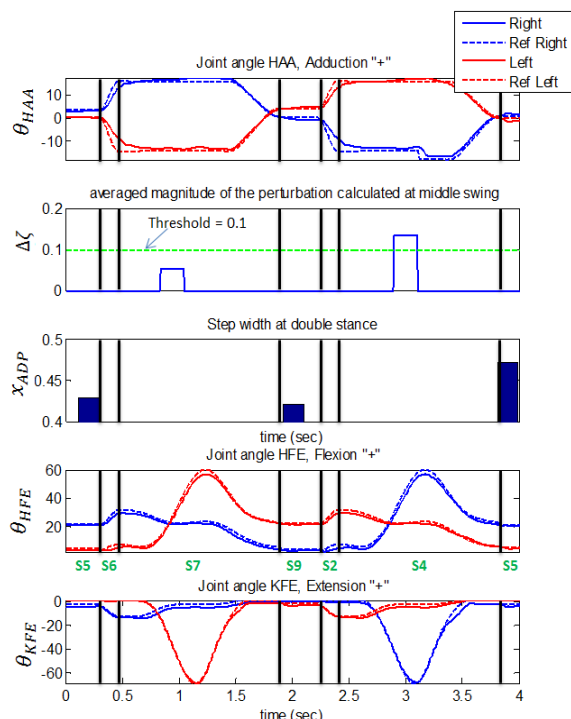 Right
Ref Right
Left
Ref Left
Joint angle HAA, Adduction "+"
θHAA
10
0
-10
averaged magnitude of the perturbation calculated at middle swing
Threshold = 0.1
Δζ
0.2
0.1
0
Step width at double stance
xADP
0.5
0.45
0.4
time (sec)
Joint angle HFE, Flexion "+"
θHFE
60
40
20
S5 S6 S7 S9 S2 S4 S5
Joint angle KFE, Extension "+"
θKFE
0
-20
-40
-60
0 0.5 1 1.5 2 2.5 3 3.5 4
time (sec)